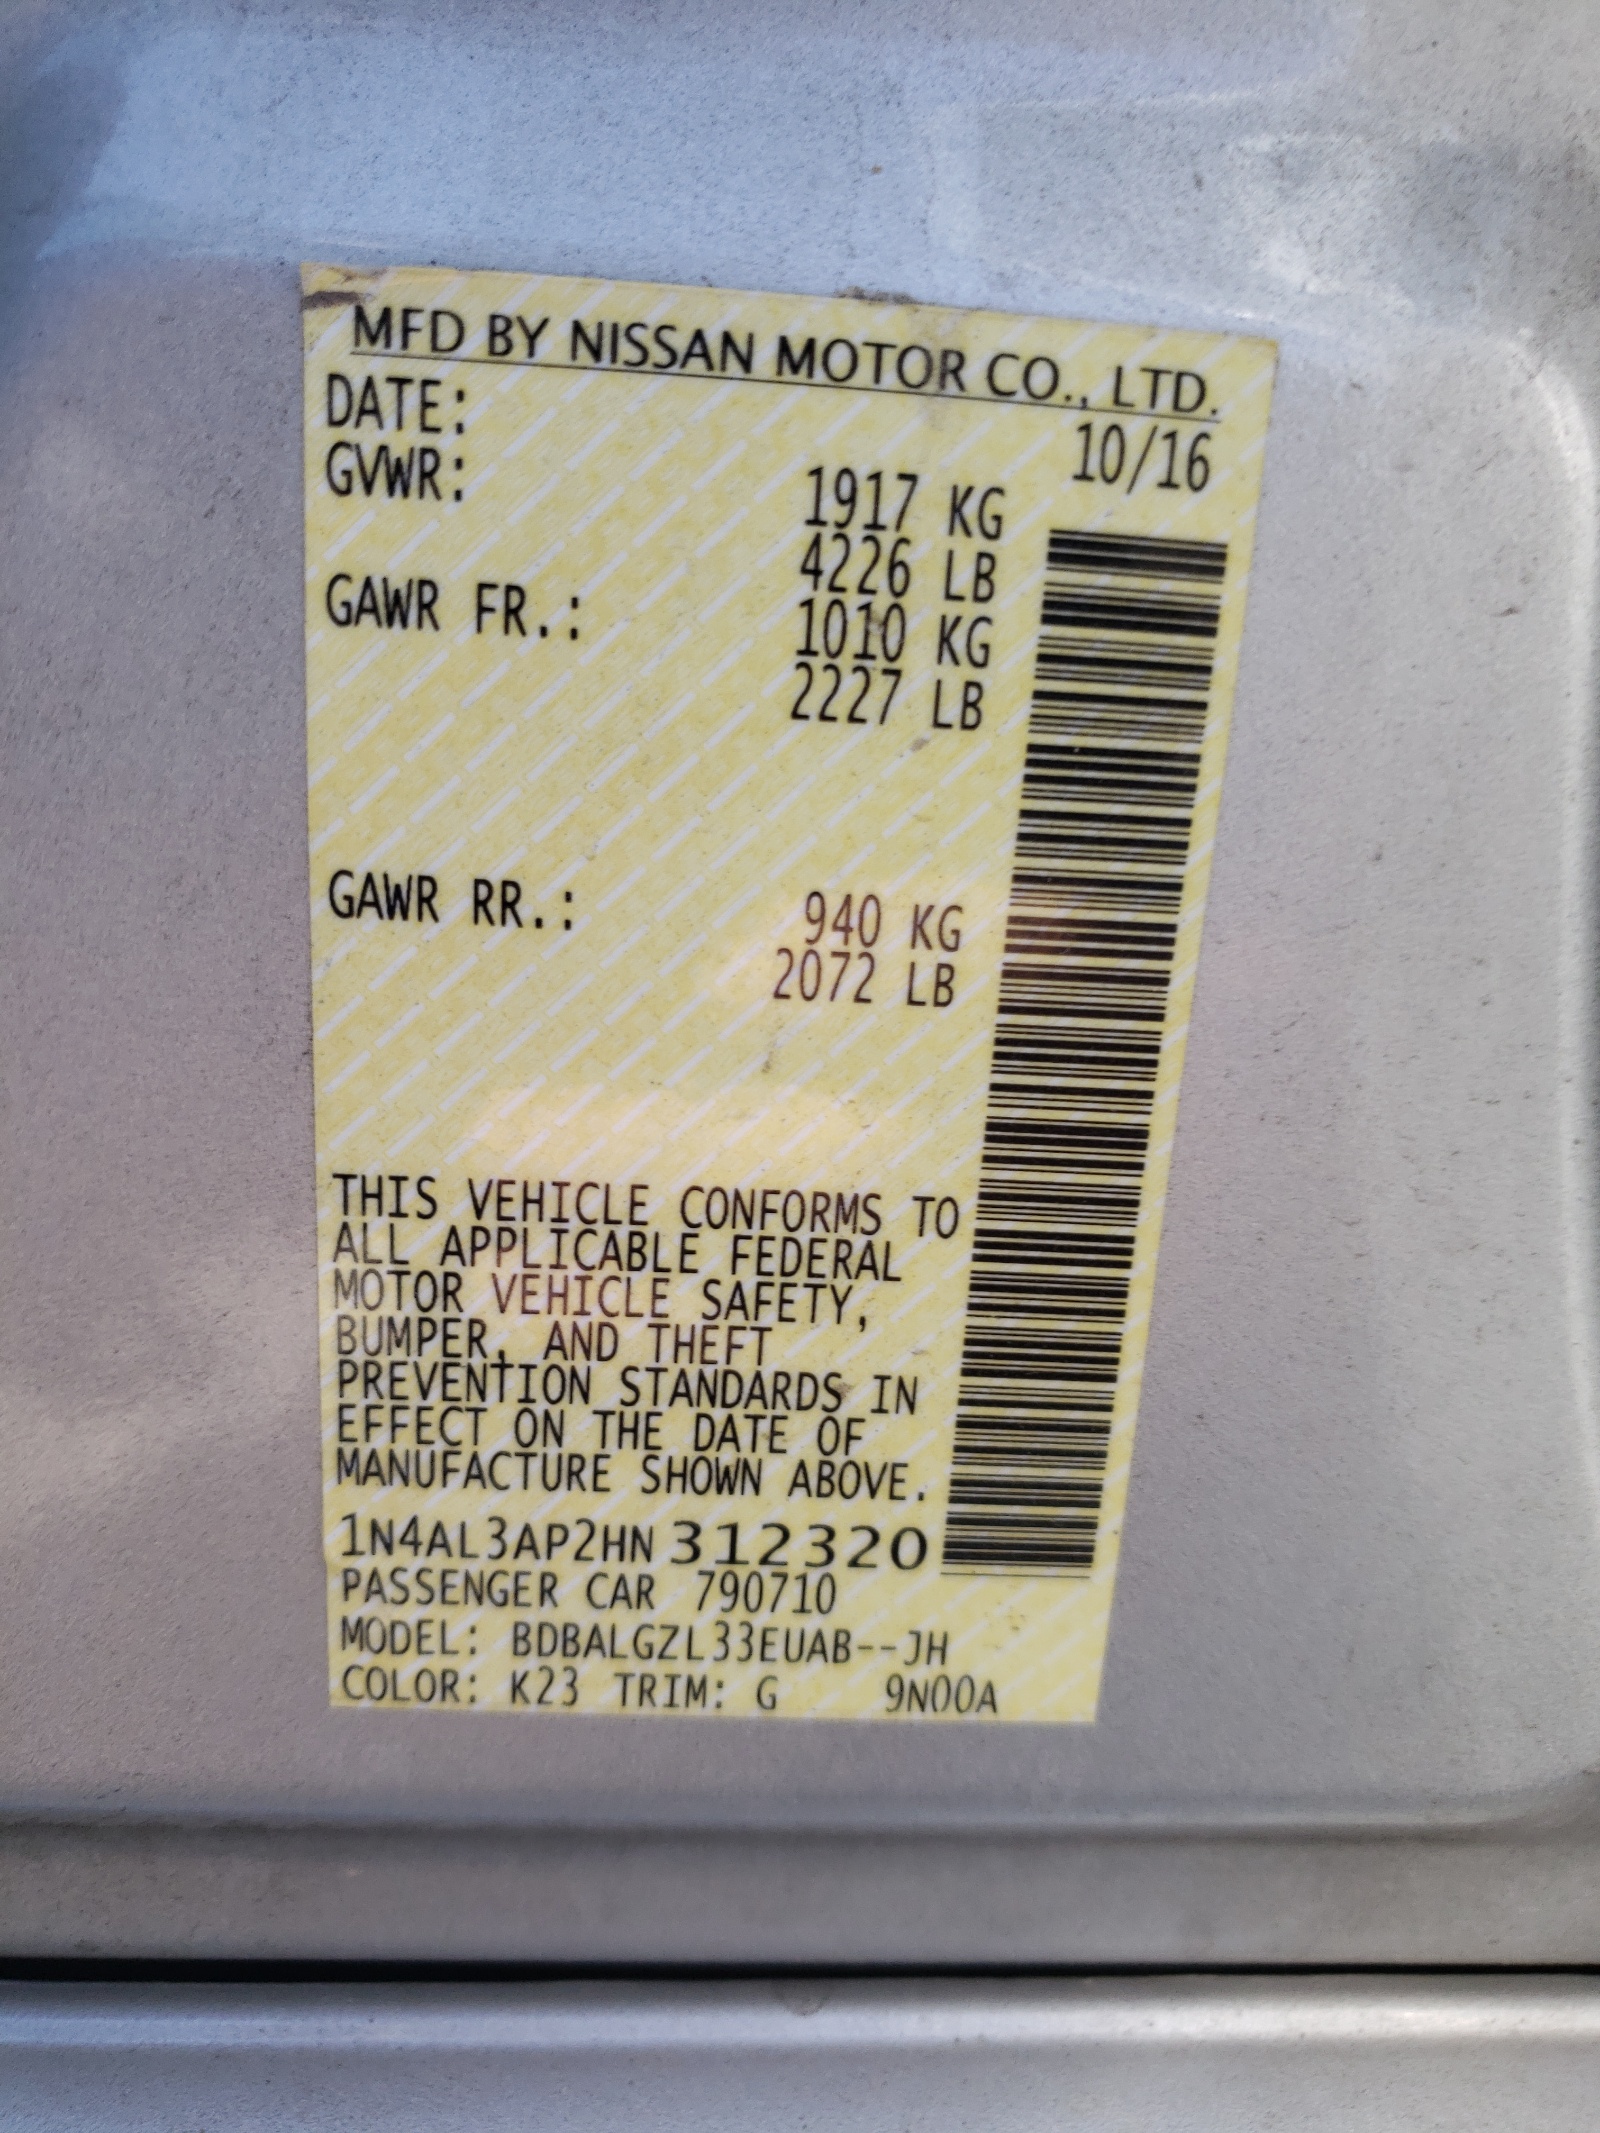 MFD BY NISSAN MOTOR CO., LTD.
DATE: 10/16
GVWR: 1917 KG
4226 LB
GAWR FR.: 1010 KG
2227 LB
GAWR RR.: 940 KG
2072 LB
THIS VEHICLE CONFORMS TO
ALL APPLICABLE FEDERAL
MOTOR VEHICLE SAFETY,
BUMPER, AND THEFT
PREVENTION STANDARDS IN
EFFECT ON THE DATE OF
MANUFACTURE SHOWN ABOVE.
1N4AL3AP2HN312320
PASSENGER CAR 790710
MODEL: BDBALGZL33EUAB--JH
COLOR: K23 TRIM: G 9N00A